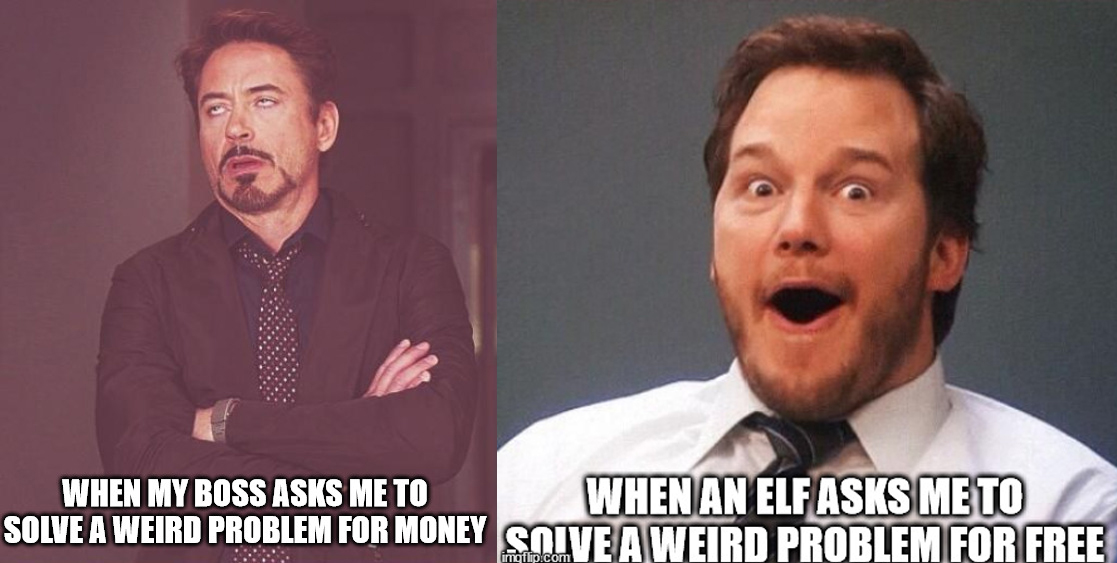 WHEN MY BOSS ASKS ME TO
SOLVE A WEIRD PROBLEM FOR MONEY
WHEN AN ELF ASKS ME TO
SOLVE A WEIRD PROBLEM FOR FREE
imgflip.com